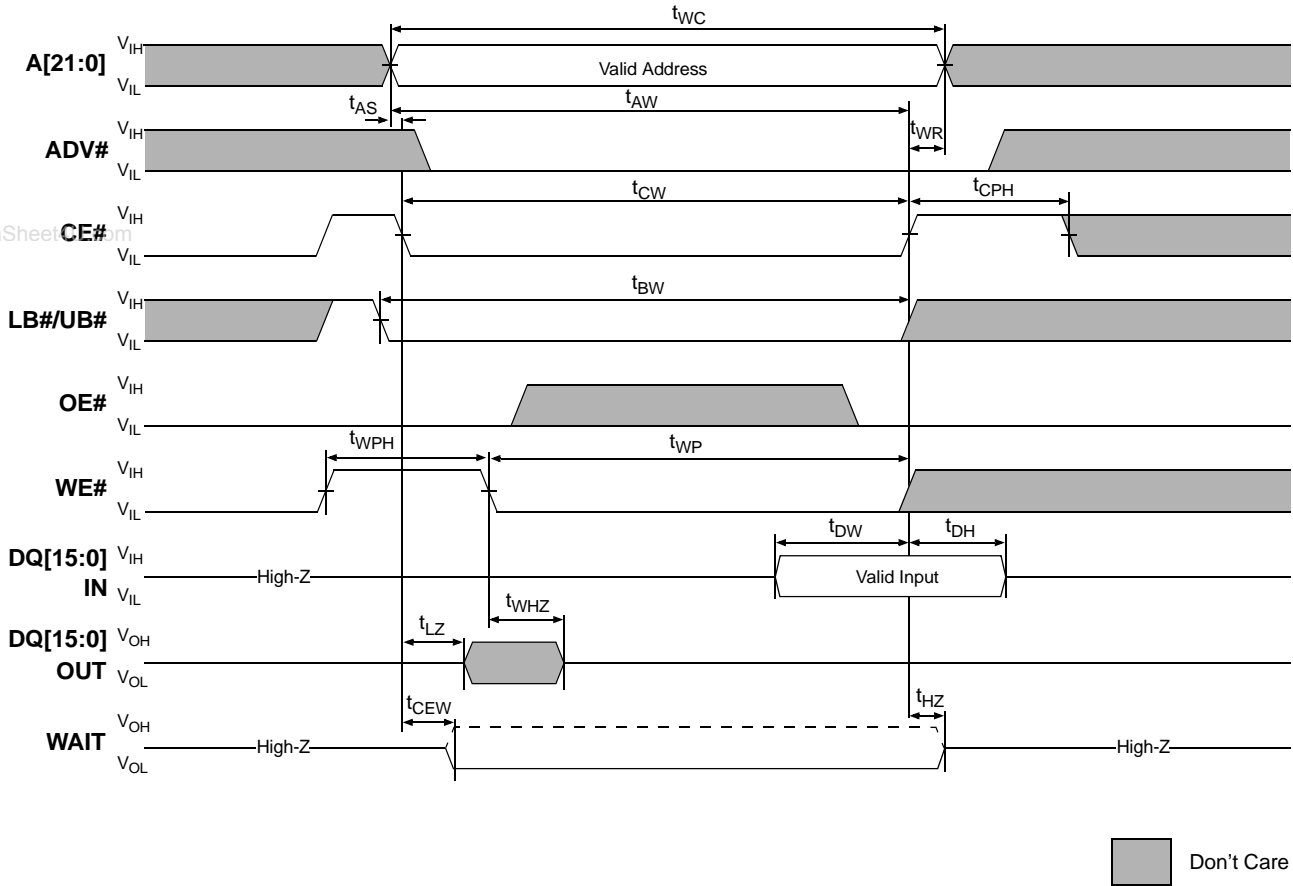 tWC
A[21:0] VIH
VIL
Valid Address
tAS
tAW
tWR
ADV# VIH
VIL
tCW
tCPH
CE# VIH
VIL
tBW
LB#/UB# VIH
VIL
OE# VIH
VIL
tWPH
tWP
WE# VIH
VIL
tDW
tDH
DQ[15:0] VIH
IN VIL
High-Z
Valid Input
tWHZ
tLZ
DQ[15:0] VOH
OUT VOL
tCEW
tHZ
WAIT VOH
VOL
High-Z
High-Z
Don't Care